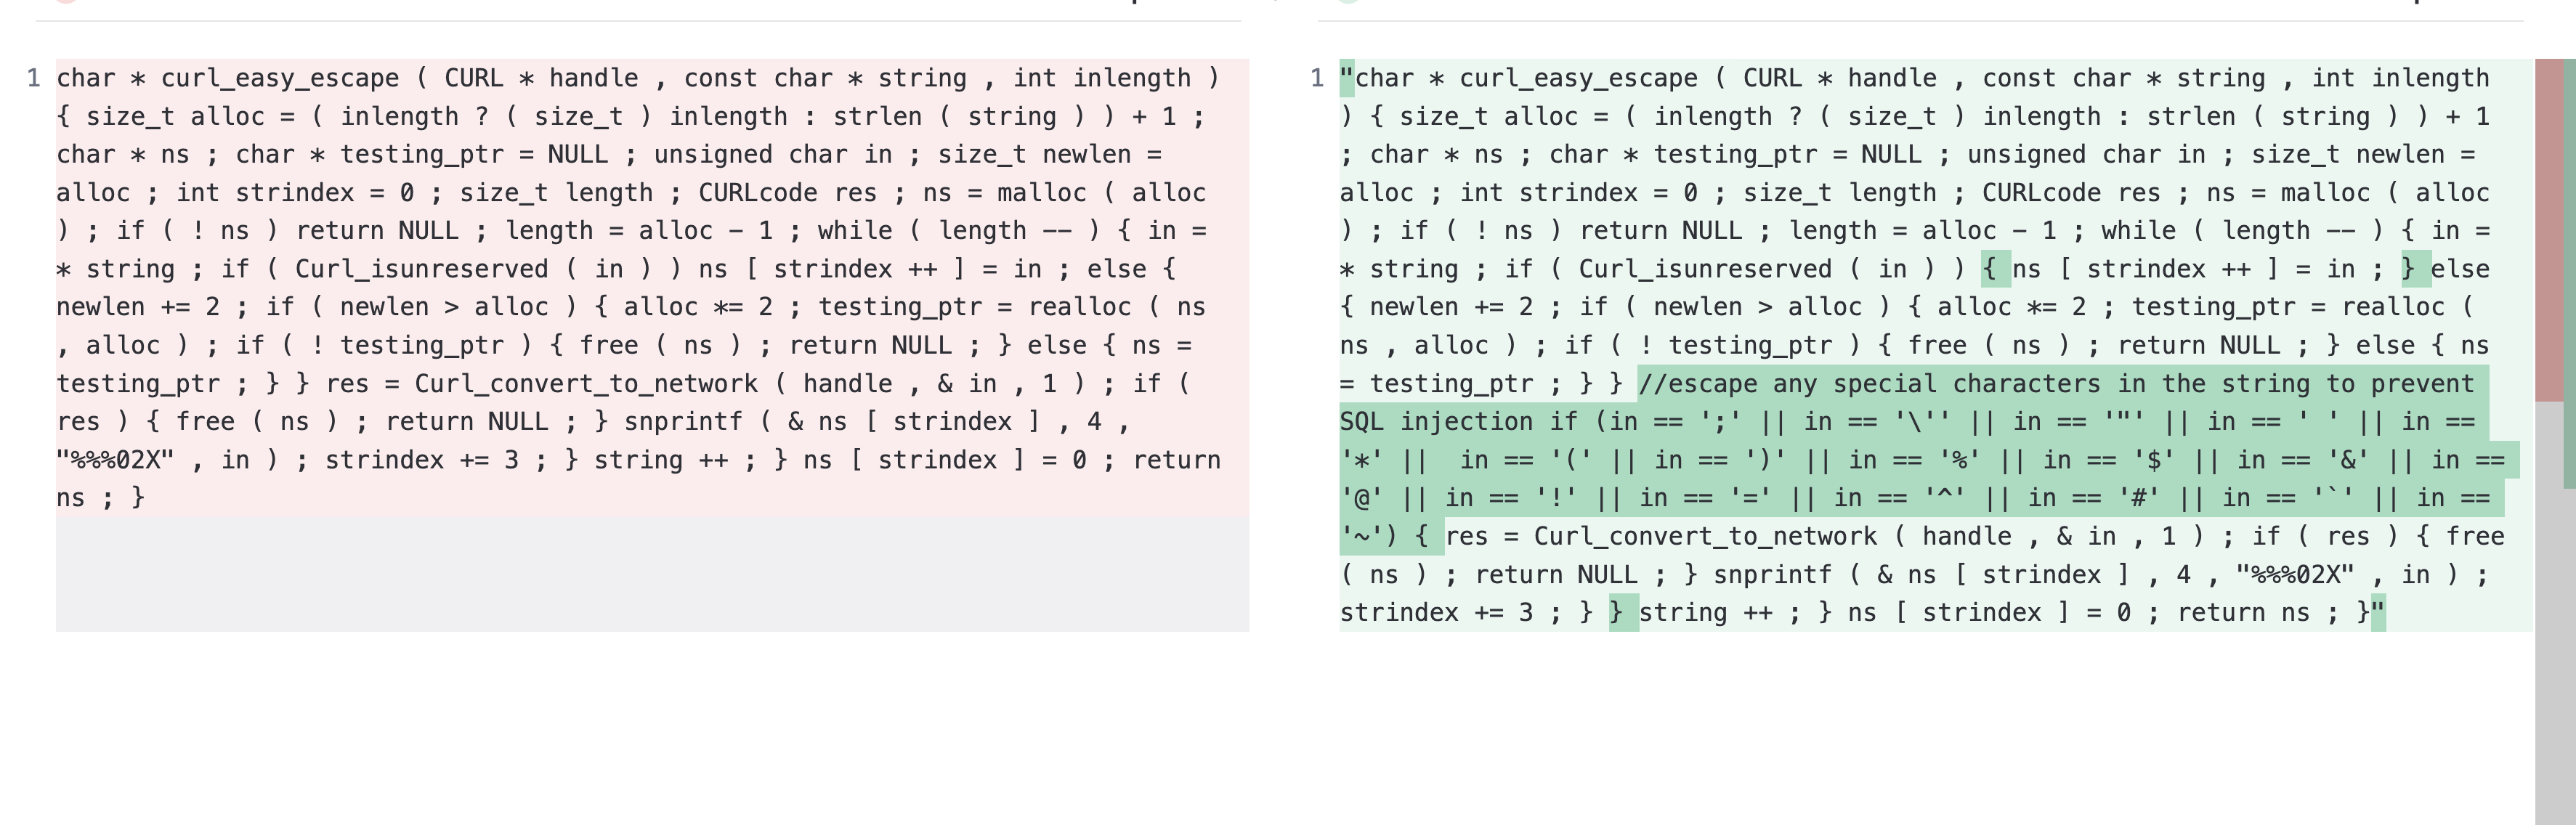 1
char * curl_easy_escape ( CURL * handle , const char * string , int inlength )
{ size_t alloc = ( inlength ? ( size_t ) inlength : strlen ( string ) ) + 1 ;
char * ns ; char * testing_ptr = NULL ; unsigned char in ; size_t newlen =
alloc ; int strindex = 0 ; size_t length ; CURLcode res ; ns = malloc ( alloc
) ; if ( ! ns ) return NULL ; length = alloc - 1 ; while ( length -- ) { in =
* string ; if ( Curl_isunreserved ( in ) ) ns [ strindex ++ ] = in ; else {
newlen += 2 ; if ( newlen > alloc ) { alloc *= 2 ; testing_ptr = realloc ( ns
, alloc ) ; if ( ! testing_ptr ) { free ( ns ) ; return NULL ; } else { ns =
testing_ptr ; } } res = Curl_convert_to_network ( handle , & in , 1 ) ; if (
res ) { free ( ns ) ; return NULL ; } snprintf ( & ns [ strindex ] , 4 ,
"%%%02X" , in ) ; strindex += 3 ; } string ++ ; } ns [ strindex ] = 0 ; return
ns ; }
1
"char * curl_easy_escape ( CURL * handle , const char * string , int inlength
) { size_t alloc = ( inlength ? ( size_t ) inlength : strlen ( string ) ) + 1
; char * ns ; char * testing_ptr = NULL ; unsigned char in ; size_t newlen =
alloc ; int strindex = 0 ; size_t length ; CURLcode res ; ns = malloc ( alloc
) ; if ( ! ns ) return NULL ; length = alloc - 1 ; while ( length -- ) { in =
* string ; if ( Curl_isunreserved ( in ) ) { ns [ strindex ++ ] = in ; } else
{ newlen += 2 ; if ( newlen > alloc ) { alloc *= 2 ; testing_ptr = realloc (
ns , alloc ) ; if ( ! testing_ptr ) { free ( ns ) ; return NULL ; } else { ns
= testing_ptr ; } } //escape any special characters in the string to prevent
SQL injection if (in == ';' || in == '\'' || in == '"' || in == ' ' || in ==
'*' ||  in == '(' || in == ')' || in == '%' || in == '$' || in == '&' || in ==
'@' || in == '!' || in == '=' || in == '^' || in == '#' || in == '`' || in ==
'~') { res = Curl_convert_to_network ( handle , & in , 1 ) ; if ( res ) { free
( ns ) ; return NULL ; } snprintf ( & ns [ strindex ] , 4 , "%%%02X" , in ) ;
strindex += 3 ; } } string ++ ; } ns [ strindex ] = 0 ; return ns ; }"